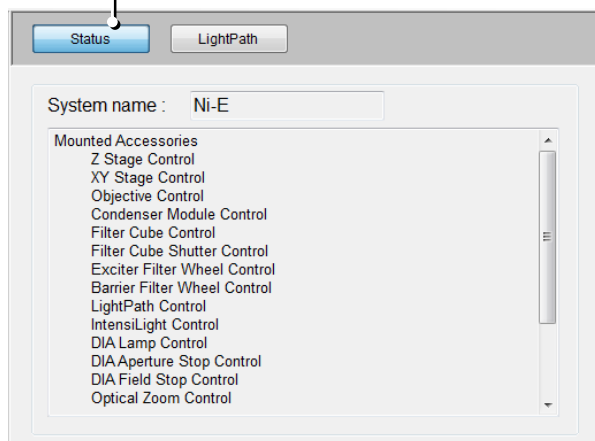 Status LightPath
System name : Ni-E
Mounted Accessories
Z Stage Control
XY Stage Control
Objective Control
Condenser Module Control
Filter Cube Control
Filter Cube Shutter Control
Exciter Filter Wheel Control
Barrier Filter Wheel Control
LightPath Control
IntensiLight Control
DIA Lamp Control
DIA Aperture Stop Control
DIA Field Stop Control
Optical Zoom Control